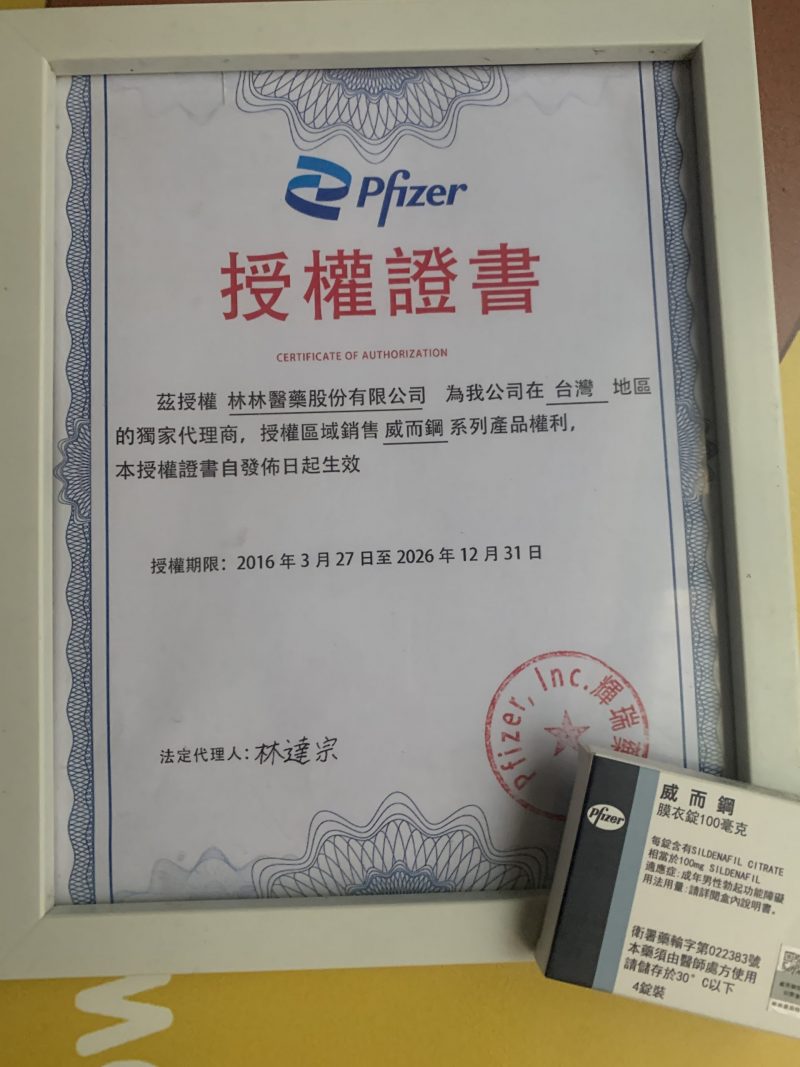 Pfizer
授權證書
CERTIFICATE OF AUTHORIZATION
茲授權 林林醫藥股份有限公司 為我公司在 台灣 地區
的獨家代理商，授權區域銷售 威而鋼 系列產品權利，
本授權證書自發佈日起生效
授權期限：2016 年 3 月 27 日至 2026 年 12 月 31 日
法定代理人：林達宗
Pfizer, Inc. 輝瑞藥
Pfizer
威而鋼
膜衣錠100毫克
每錠含有SILDENAFIL CITRATE
相當於100mg SILDENAFIL
適應症:成年男性勃起功能障礙
用法用量:請詳閱盒內說明書。
衛署藥輸字第022383號
本藥須由醫師處方使用
請儲存於30°C以下
4錠裝